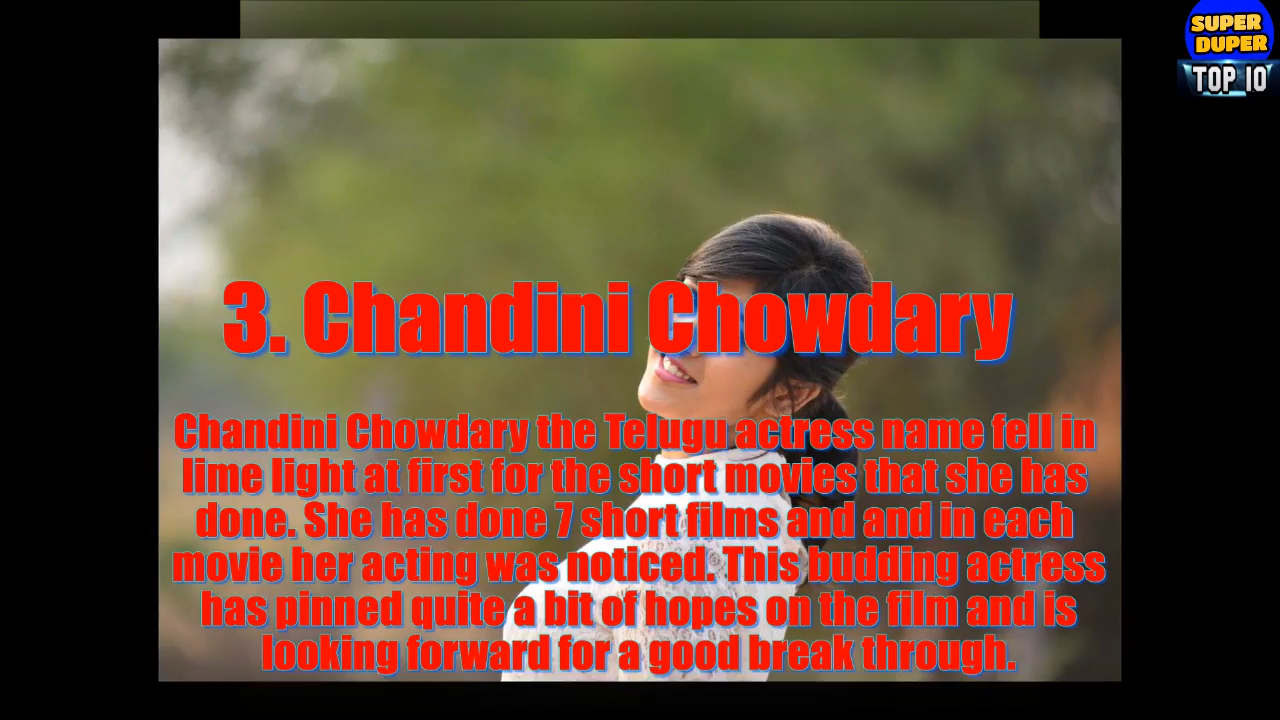 SUPER
DUPER
TOP 10
3. Chandini Chowdary
Chandini Chowdary the Telugu actress name fell in
lime light at first for the short movies that she has
done. She has done 7 short films and and in each
movie her acting was noticed. This budding actress
has pinned quite a bit of hopes on the film and is
looking forward for a good break through.